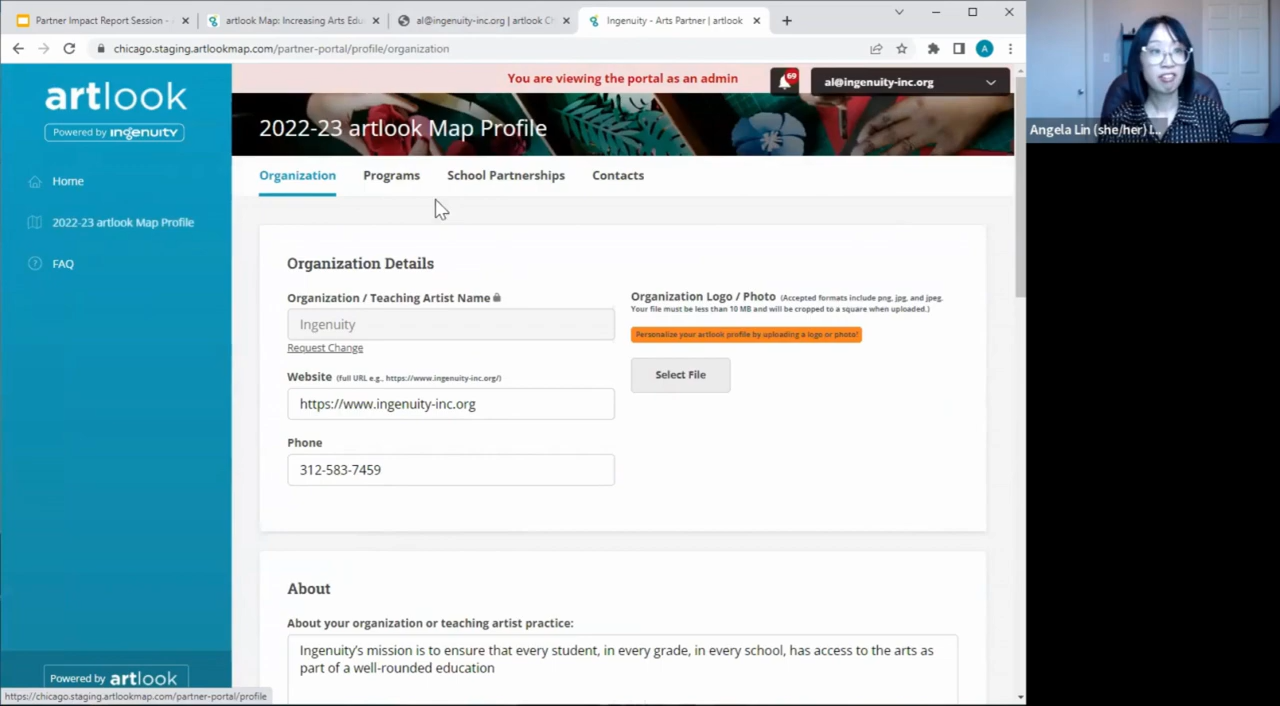 Partner Impact Report Session -
artlook Map: Increasing Arts Edu
al@ingenuity-inc.org | artlook C
Ingenuity - Arts Partner | artlook
chicago.staging.artlookmap.com/partner-portal/profile/organization
A
You are viewing the portal as an admin
69
al@ingenuity-inc.org
artlook
Powered by ingenuity
Home
2022-23 artlook Map Profile
FAQ
2022-23 artlook Map Profile
Organization
Programs
School Partnerships
Contacts
Organization Details
Organization / Teaching Artist Name
Ingenuity
Request Change
Website (full URL e.g., https://www.ingenuity-inc.org/)
https://www.ingenuity-inc.org
Phone
312-583-7459
Organization Logo / Photo (Accepted formats include png, jpg, and jpeg.
Your file must be less than 10 MB and will be cropped to a square when uploaded.)
Personalize your artlook profile by uploading a logo or photo!
Select File
About
About your organization or teaching artist practice:
Ingenuity's mission is to ensure that every student, in every grade, in every school, has access to the arts as
part of a well-rounded education
Powered by artlook
https://chicago.staging.artlookmap.com/partner-portal/profile
Angela Lin (she/her) I...